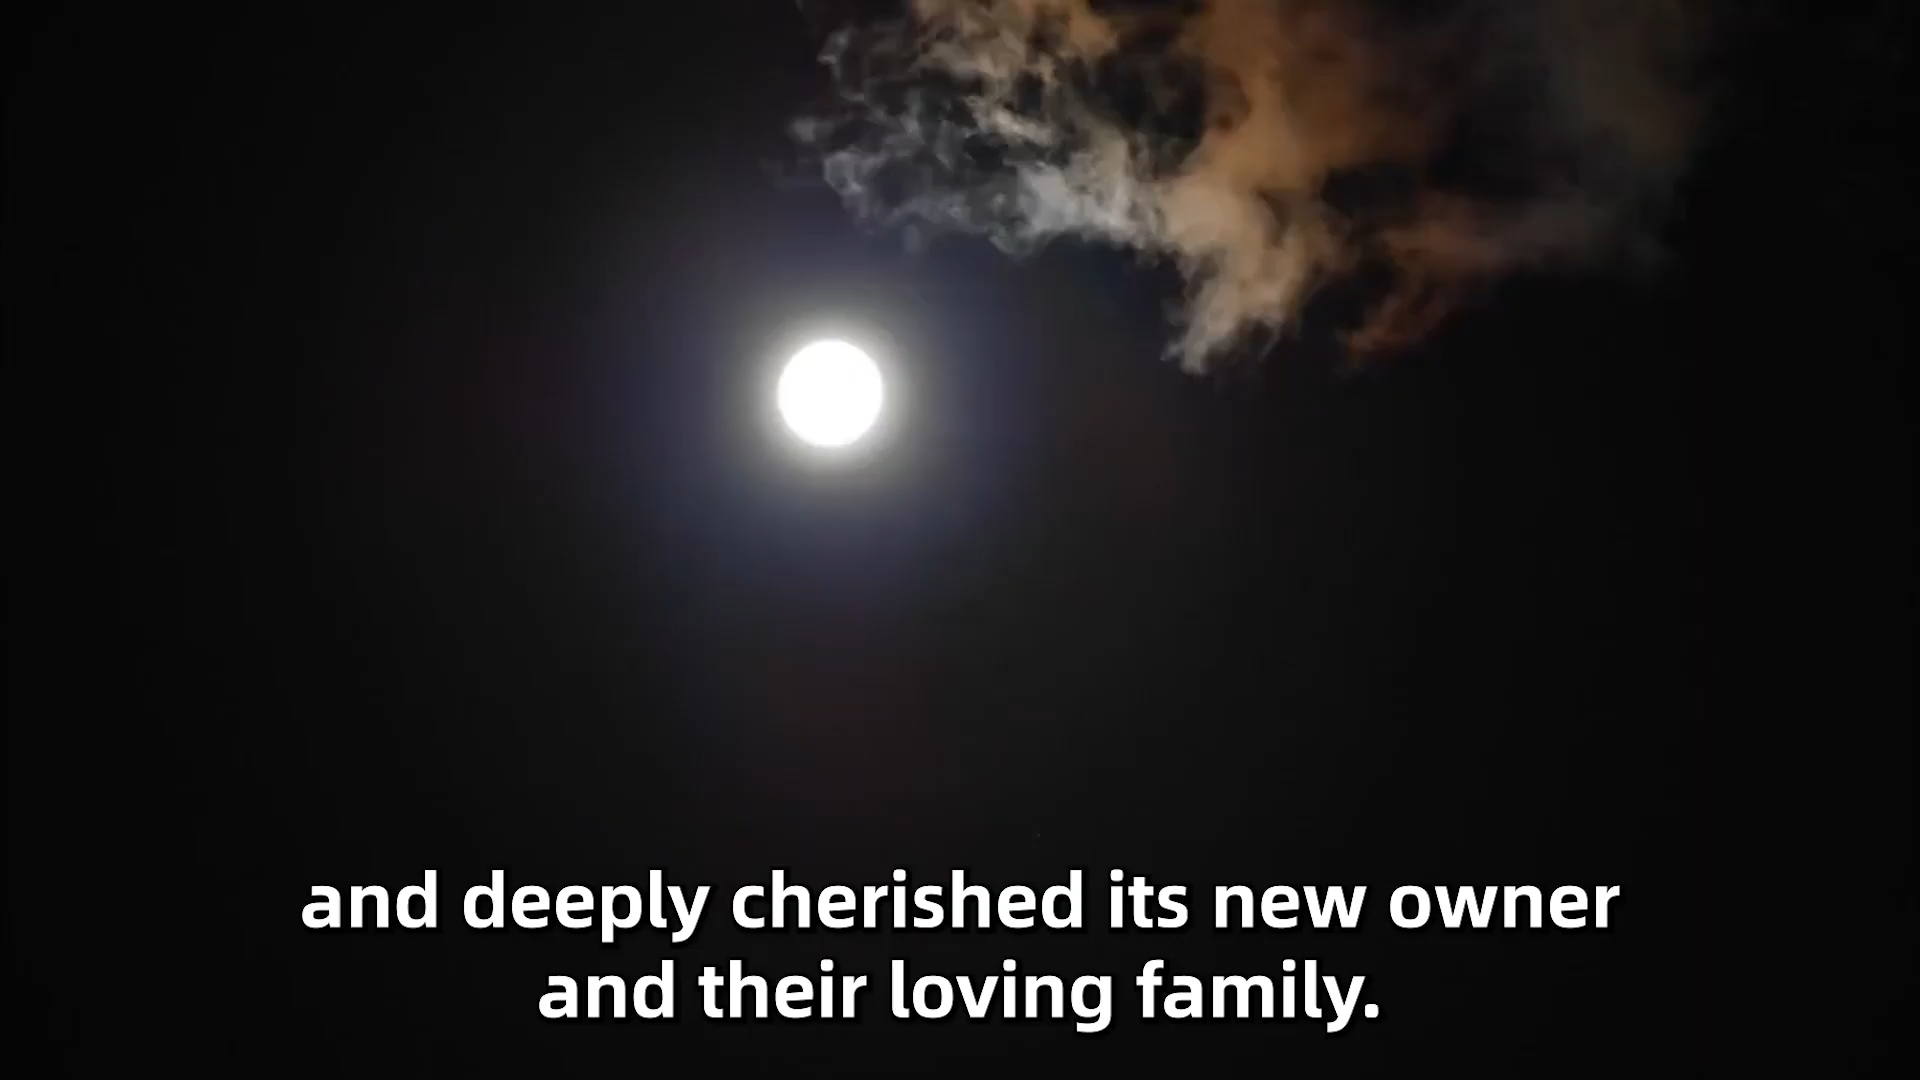 and deeply cherished its new owner
and their loving family.